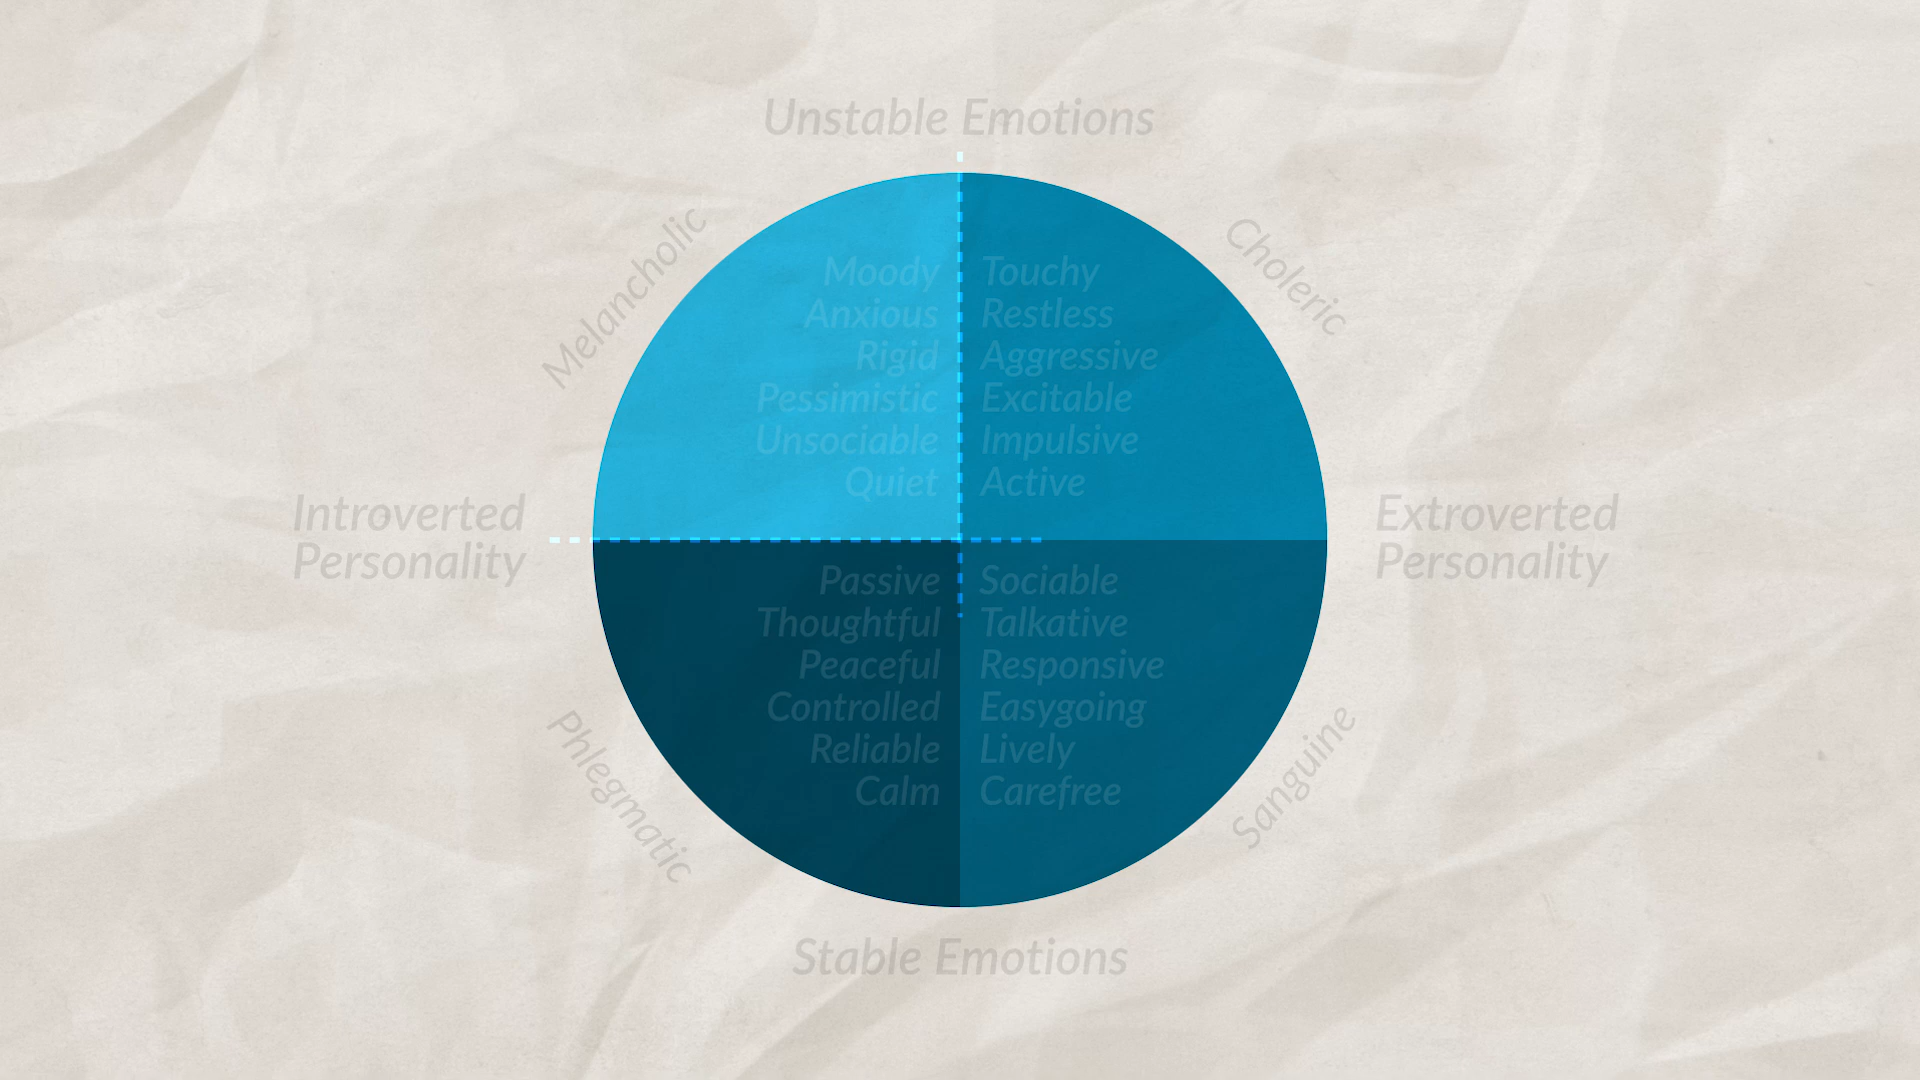 Unstable Emotions
Melancholic
Choleric
Moody
Anxious
Rigid
Pessimistic
Unsociable
Quiet
Touchy
Restless
Aggressive
Excitable
Impulsive
Active
Introverted
Personality
Extroverted
Personality
Passive
Thoughtful
Peaceful
Controlled
Reliable
Calm
Sociable
Talkative
Responsive
Easygoing
Lively
Carefree
Phlegmatic
Sanguine
Stable Emotions